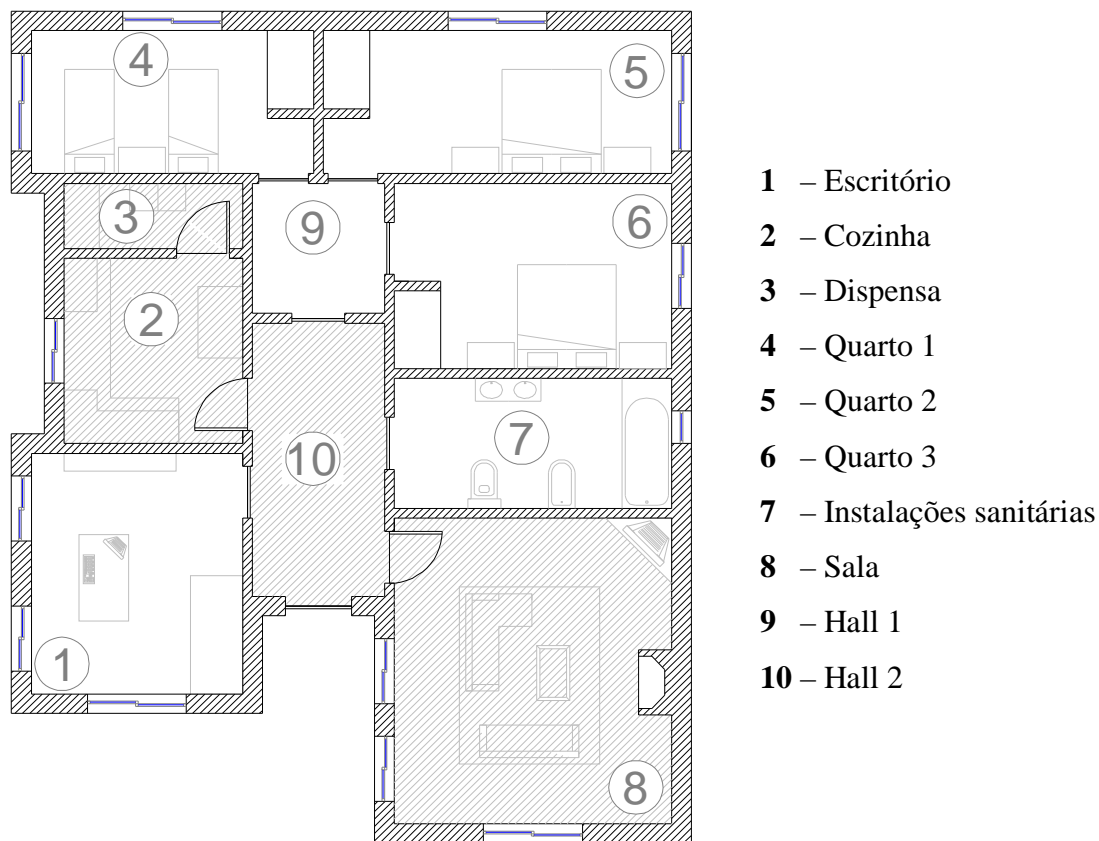 4
5
3
9
6
2
7
10
1
8
1 – Escritório
2 – Cozinha
3 – Dispensa
4 – Quarto 1
5 – Quarto 2
6 – Quarto 3
7 – Instalações sanitárias
8 – Sala
9 – Hall 1
10 – Hall 2